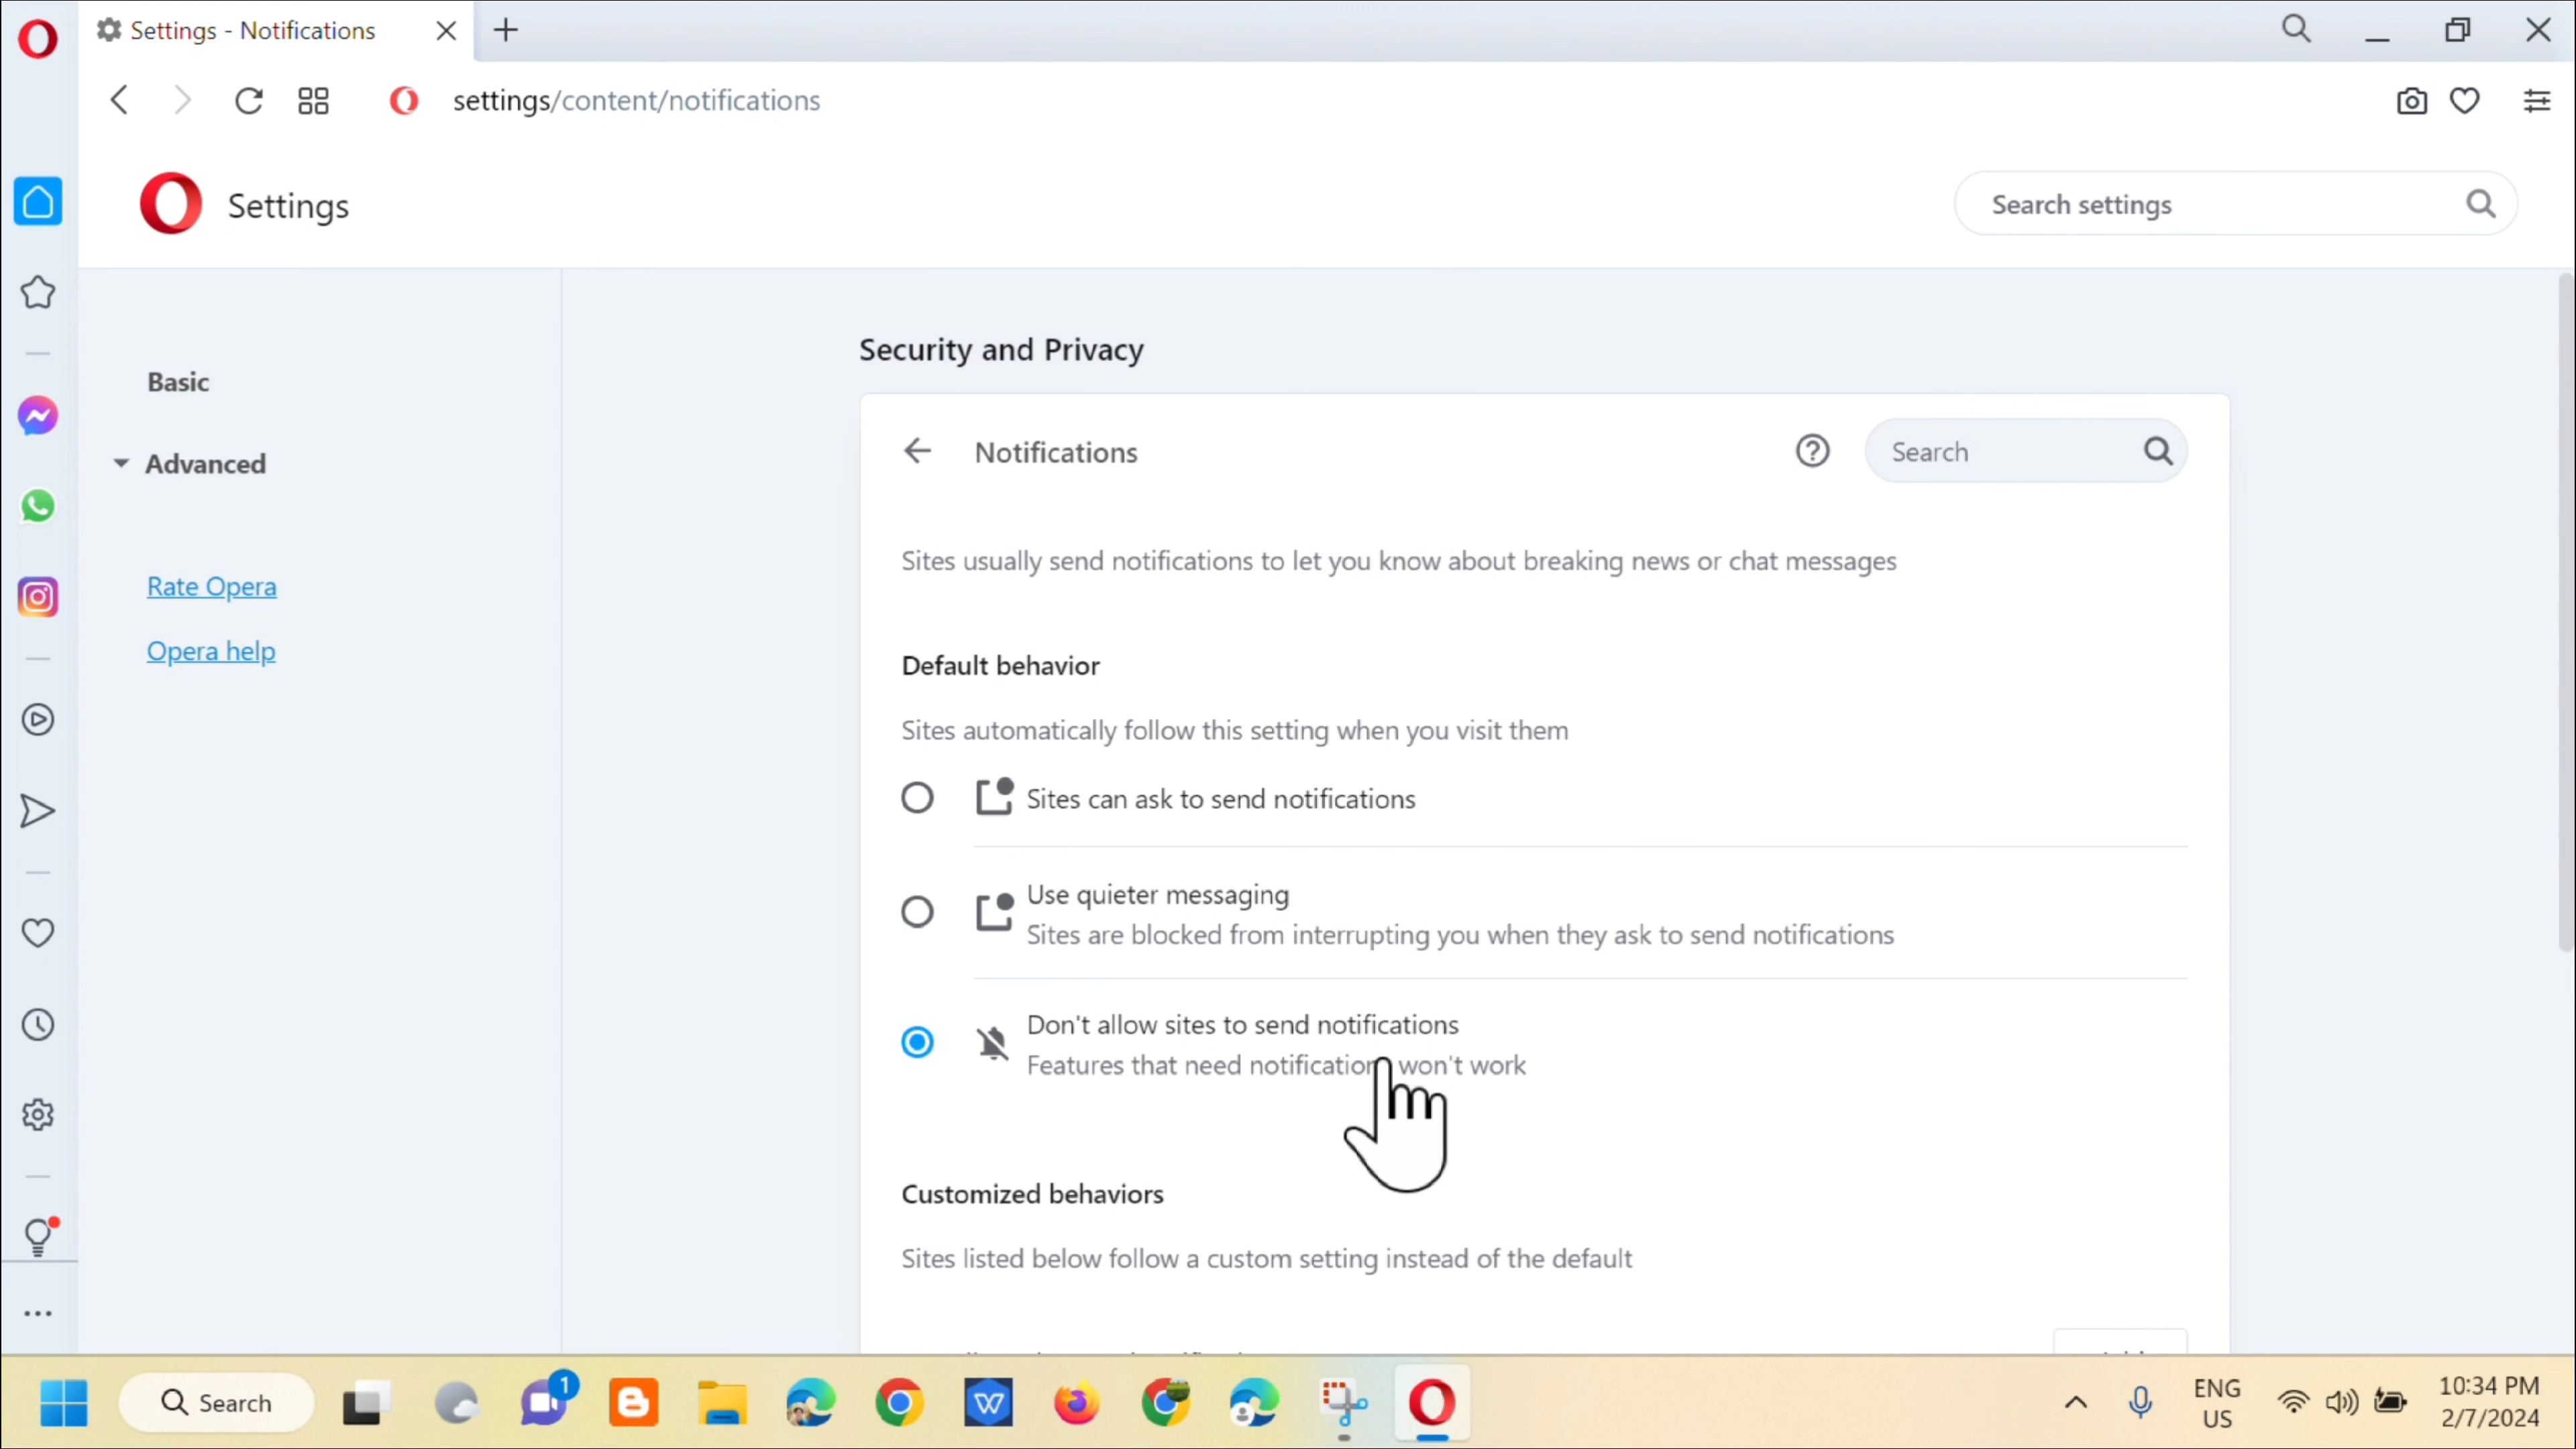 Settings - Notifications
settings/content/notifications
Settings
Search settings
Basic
Advanced
Rate Opera
Opera help
Security and Privacy
Notifications
Search
Sites usually send notifications to let you know about breaking news or chat messages
Default behavior
Sites automatically follow this setting when you visit them
Sites can ask to send notifications
Use quieter messaging
Sites are blocked from interrupting you when they ask to send notifications
Don't allow sites to send notifications
Features that need notification won't work
Customized behaviors
Sites listed below follow a custom setting instead of the default
Search
1
ENG
US
10:34 PM
2/7/2024